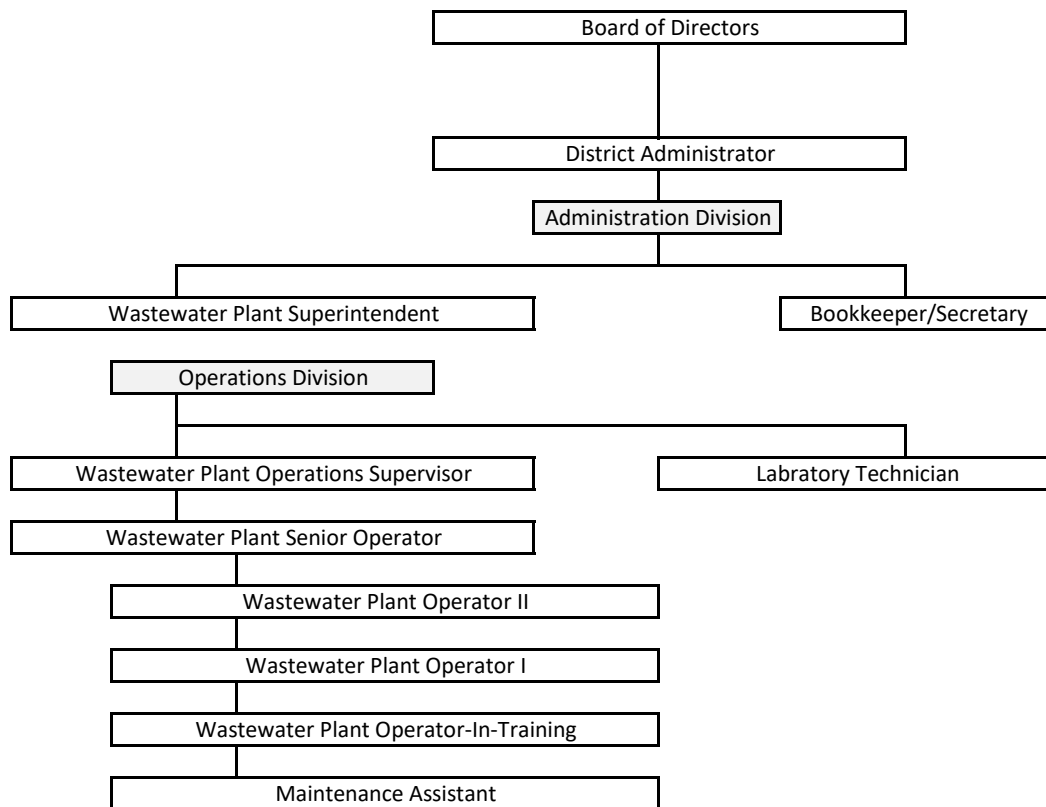 Board of Directors
District Administrator
Administration Division
Wastewater Plant Superintendent
Bookkeeper/Secretary
Operations Division
Wastewater Plant Operations Supervisor
Labratory Technician
Wastewater Plant Senior Operator
Wastewater Plant Operator II
Wastewater Plant Operator I
Wastewater Plant Operator-In-Training
Maintenance Assistant